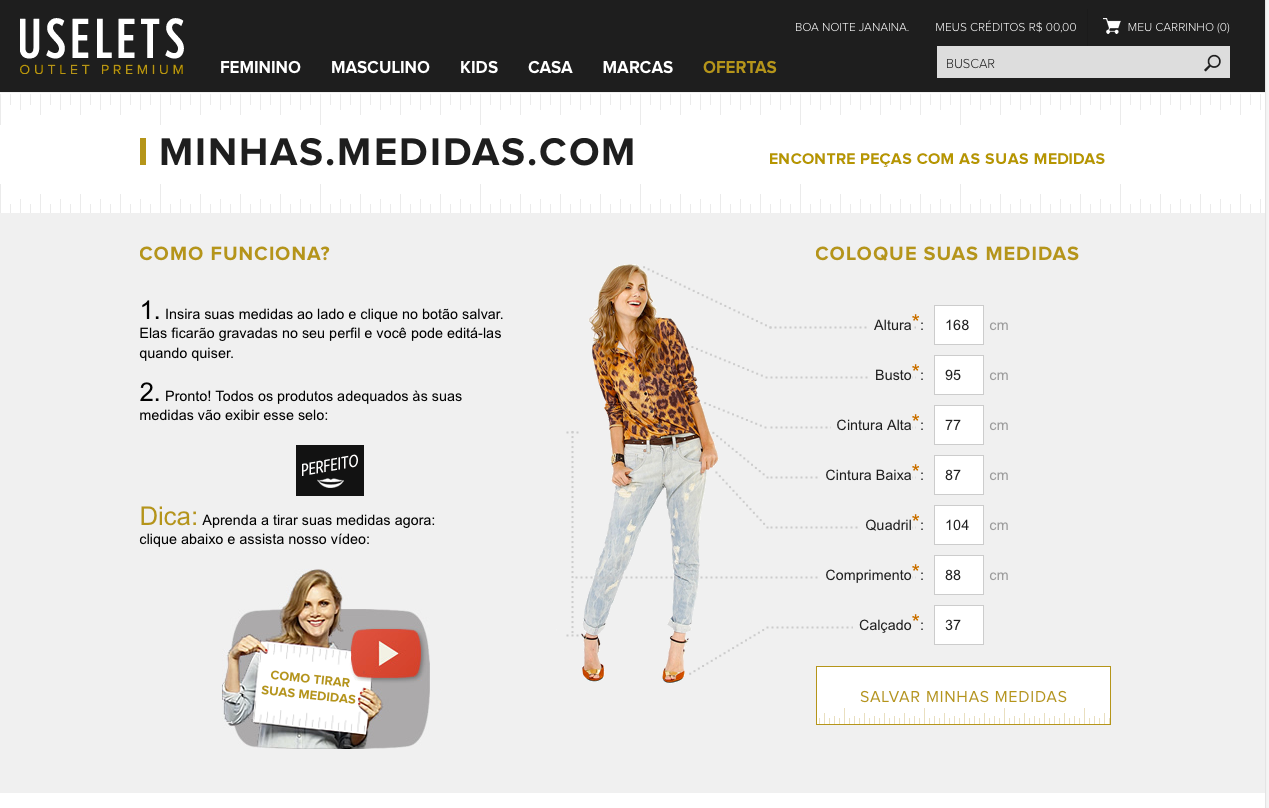 USELETS
OUTLET PREMIUM
BOA NOITE JANAINA.
MEUS CRÉDITOS R$ 00,00
MEU CARRINHO (0)
FEMININO
MASCULINO
KIDS
CASA
MARCAS
OFERTAS
BUSCAR
MINHAS.MEDIDAS.COM
ENCONTRE PEÇAS COM AS SUAS MEDIDAS
COMO FUNCIONA?
1. Insira suas medidas ao lado e clique no botão salvar.
Elas ficarão gravadas no seu perfil e você pode editá-las
quando quiser.
2. Pronto! Todos os produtos adequados às suas
medidas vão exibir esse selo:
PERFEITO
Dica: Aprenda a tirar suas medidas agora:
clique abaixo e assista nosso vídeo:
COMO TIRAR
SUAS MEDIDAS
COLOQUE SUAS MEDIDAS
Altura*: 168 cm
Busto*: 95 cm
Cintura Alta*: 77 cm
Cintura Baixa*: 87 cm
Quadril*: 104 cm
Comprimento*: 88 cm
Calçado*: 37
SALVAR MINHAS MEDIDAS